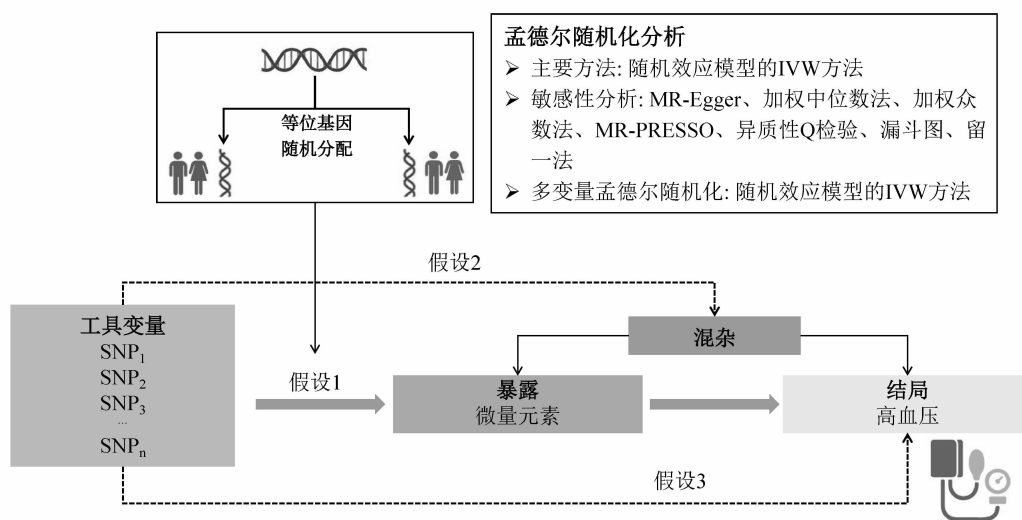 等位基因
随机分配
孟德尔随机化分析
➢ 主要方法: 随机效应模型的IVW方法
➢ 敏感性分析: MR-Egger、加权中位数法、加权众
数法、MR-PRESSO、异质性Q检验、漏斗图、留
一法
➢ 多变量孟德尔随机化: 随机效应模型的IVW方法
假设2
工具变量
SNP₁
SNP₂
SNP₃
...
SNPₙ
假设1
混杂
暴露
微量元素
结局
高血压
假设3